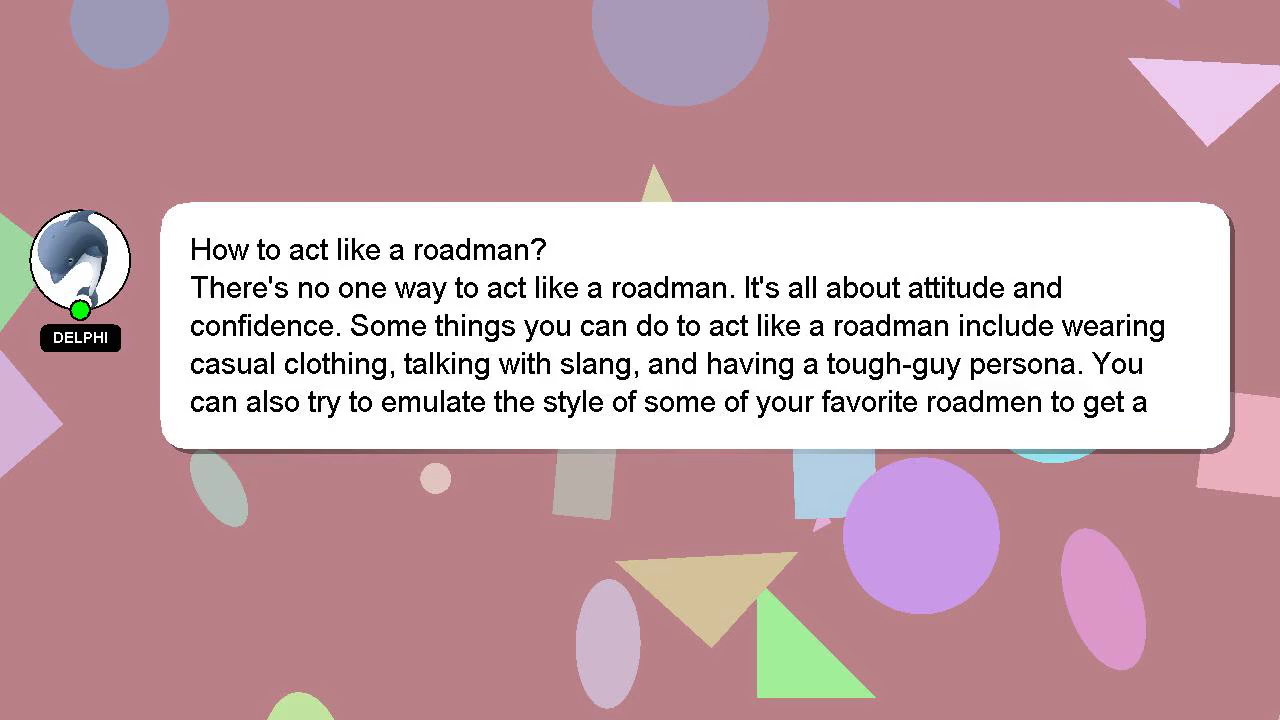 How to act like a roadman?
There's no one way to act like a roadman. It's all about attitude and
confidence. Some things you can do to act like a roadman include wearing
casual clothing, talking with slang, and having a tough-guy persona. You
can also try to emulate the style of some of your favorite roadmen to get a
DELPHI